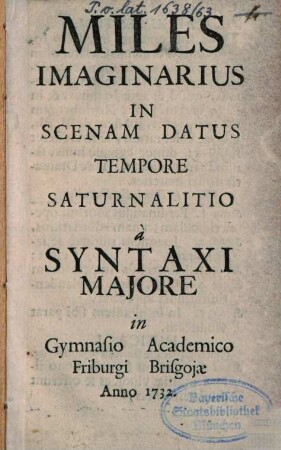 P.o. lat. 1638/63
MILES
IMAGINARIUS
IN
SCENAM DATUS
TEMPORE
SATURNALITIO
à
SYNTAXI
MAJORE
in
Gymnasio Academico
Friburgi Brisgojæ
Anno 1732.
Bayerische
Staatsbibliothek
München